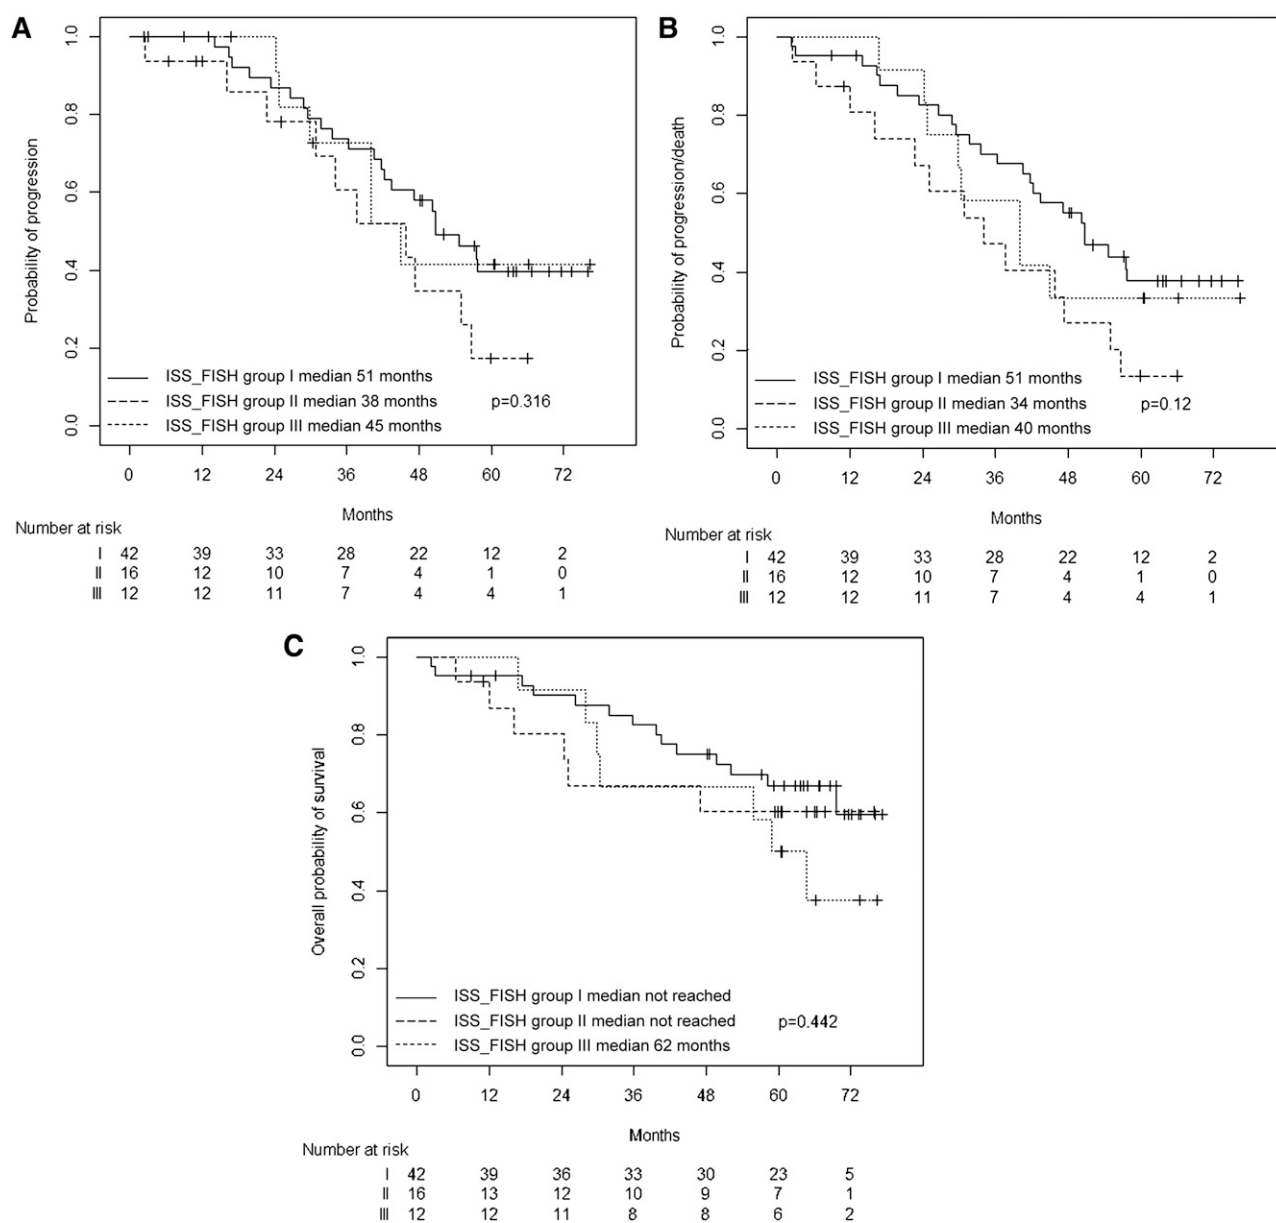 A
Probability of progression
1.0
0.8
0.6
0.4
0.2
0.0
ISS_FISH group I median 51 months
ISS_FISH group II median 38 months
ISS_FISH group III median 45 months
p=0.316
0 12 24 36 48 60 72
Months
Number at risk
I 42 39 33 28 22 12 2
II 16 12 10 7 4 1 0
III 12 12 11 7 4 4 1
B
Probability of progression/death
1.0
0.8
0.6
0.4
0.2
0.0
ISS_FISH group I median 51 months
ISS_FISH group II median 34 months
ISS_FISH group III median 40 months
p=0.12
0 12 24 36 48 60 72
Months
Number at risk
I 42 39 33 28 22 12 2
II 16 12 10 7 4 1 0
III 12 12 11 7 4 4 1
C
Overall probability of survival
1.0
0.8
0.6
0.4
0.2
0.0
ISS_FISH group I median not reached
ISS_FISH group II median not reached
ISS_FISH group III median 62 months
p=0.442
0 12 24 36 48 60 72
Months
Number at risk
I 42 39 36 33 30 23 5
II 16 13 12 10 9 7 1
III 12 12 11 8 8 6 2